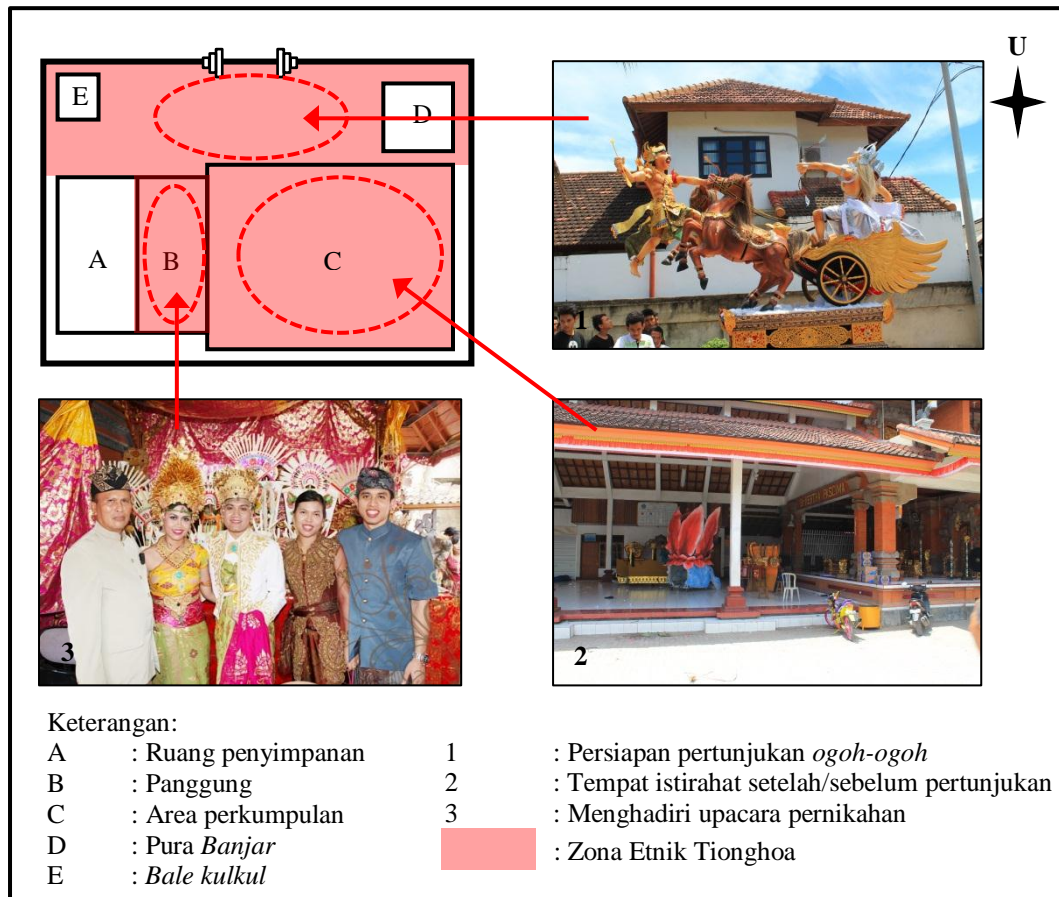 U
E
D
A
B
C
1
2
3
Keterangan:
A : Ruang penyimpanan
B : Panggung
C : Area perkumpulan
D : Pura Banjar
E : Bale kulkul
1 : Persiapan pertunjukan ogoh-ogoh
2 : Tempat istirahat setelah/sebelum pertunjukan
3 : Menghadiri upacara pernikahan
: Zona Etnik Tionghoa